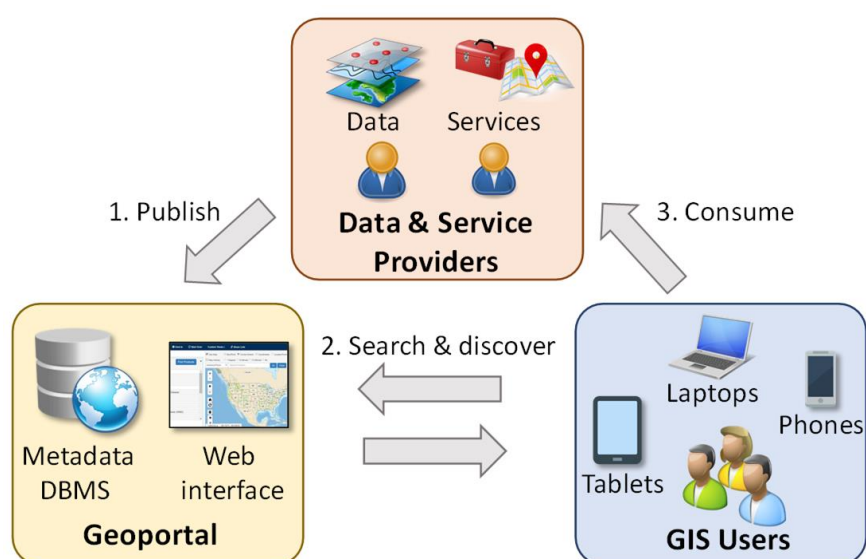 Data
Services
Data & Service
Providers
1. Publish
3. Consume
2. Search & discover
Metadata
DBMS
Web
interface
Geoportal
Laptops
Phones
Tablets
GIS Users